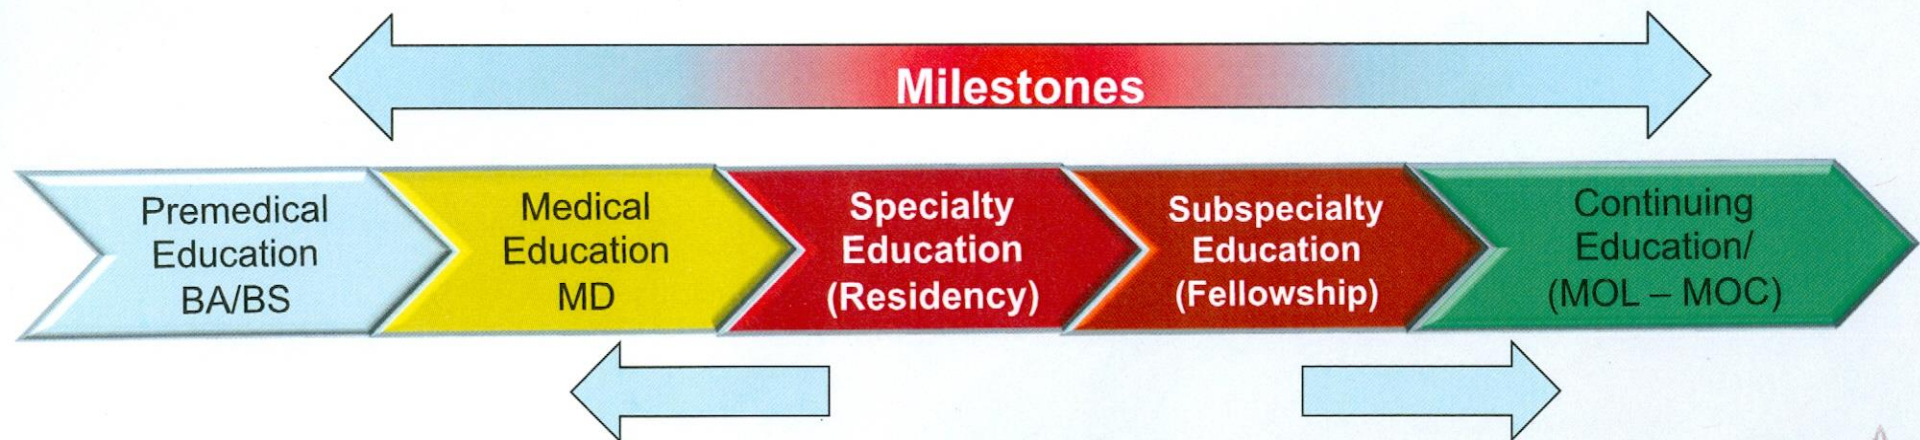 Milestones
Premedical
Education
BA/BS
Medical
Education
MD
Specialty
Education
(Residency)
Subspecialty
Education
(Fellowship)
Continuing
Education/
(MOL – MOC)